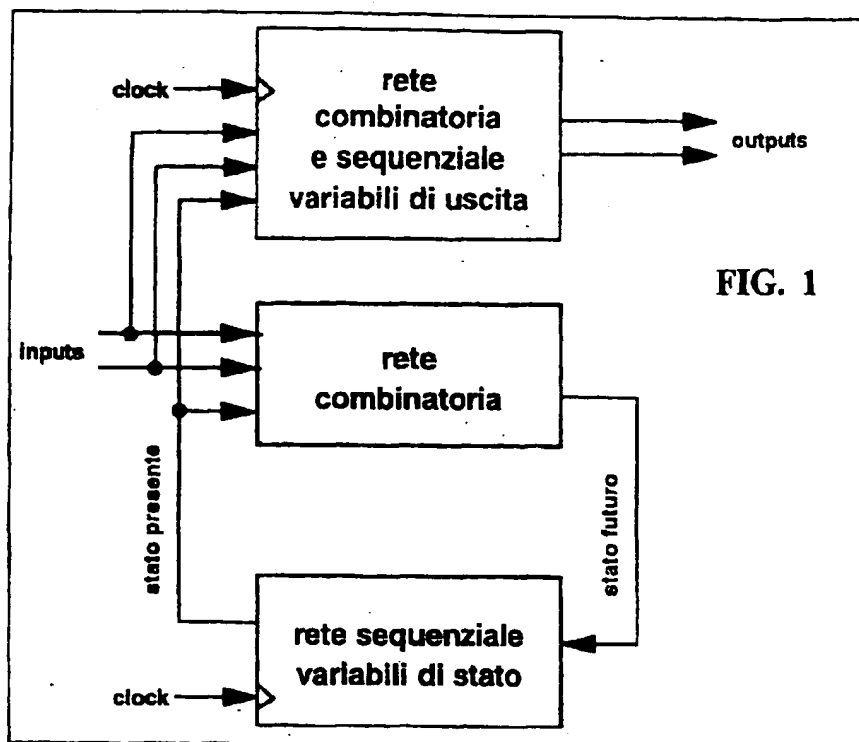 clock
rete
combinatoria
e sequenziale
variabili di uscita
outputs
FIG. 1
inputs
rete
combinatoria
stato presente
stato futuro
rete sequenziale
variabili di stato
clock